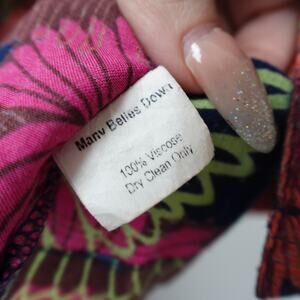 Many Belles Down
100% Viscose
Dry Clean Only